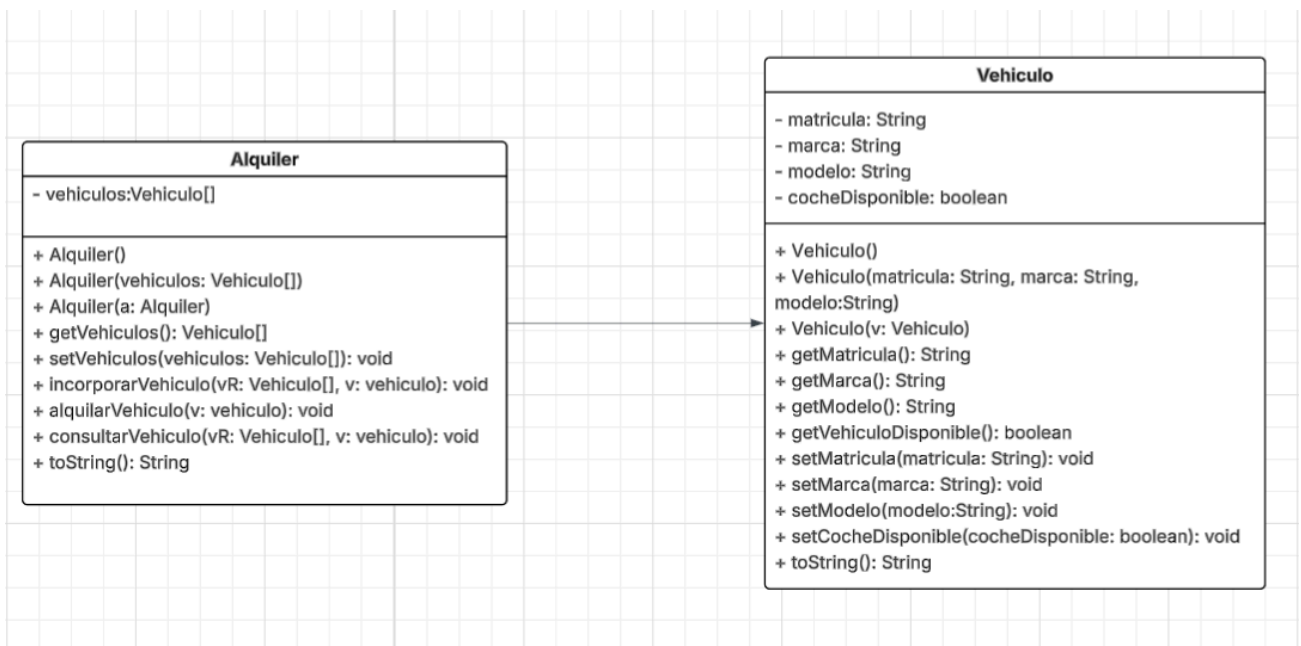 Alquiler
- vehiculos:Vehiculo[]
+ Alquiler()
+ Alquiler(vehiculos: Vehiculo[])
+ Alquiler(a: Alquiler)
+ getVehiculos(): Vehiculo[]
+ setVehiculos(vehiculos: Vehiculo[]): void
+ incorporarVehiculo(vR: Vehiculo[], v: vehiculo): void
+ alquilarVehiculo(v: vehiculo): void
+ consultarVehiculo(vR: Vehiculo[], v: vehiculo): void
+ toString(): String
Vehiculo
- matricula: String
- marca: String
- modelo: String
- cocheDisponible: boolean
+ Vehiculo()
+ Vehiculo(matricula: String, marca: String,
modelo:String)
+ Vehiculo(v: Vehiculo)
+ getMatricula(): String
+ getMarca(): String
+ getModelo(): String
+ getVehiculoDisponible(): boolean
+ setMatricula(matricula: String): void
+ setMarca(marca: String): void
+ setModelo(modelo:String): void
+ setCocheDisponible(cocheDisponible: boolean): void
+ toString(): String